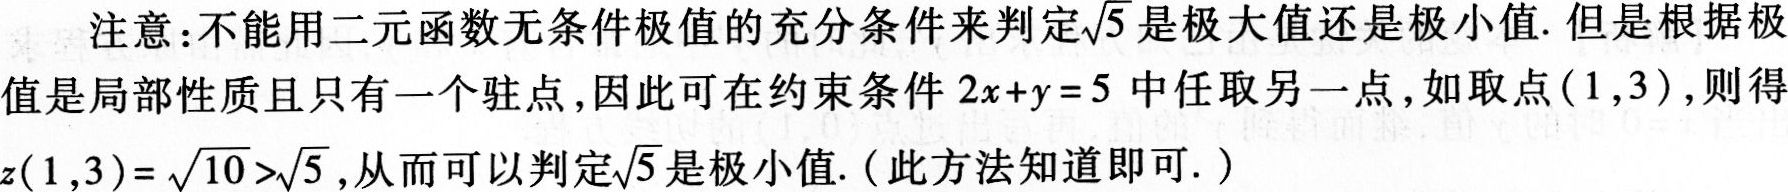 注意:不能用二元函数无条件极值的充分条件来判定√5是极大值还是极小值.但是根据极
值是局部性质且只有一个驻点,因此可在约束条件 2x+y=5 中任取另一点,如取点(1,3),则得
z(1,3)=√10>√5,从而可以判定√5是极小值.(此方法知道即可.)